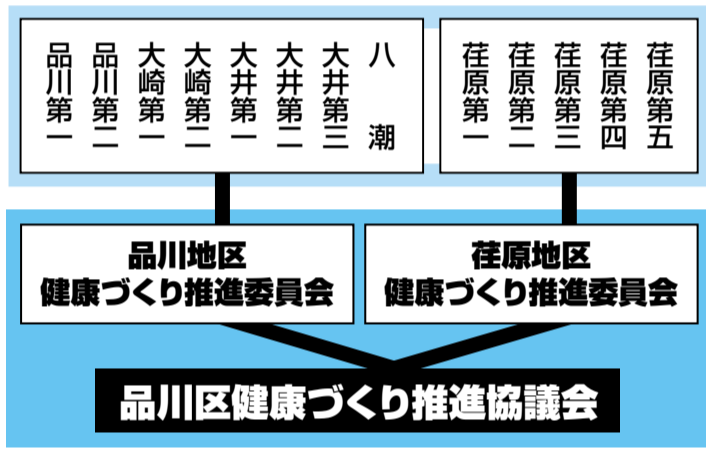 品川第一
品川第二
大崎第一
大崎第二
大井第一
大井第二
大井第三
八潮
荏原第一
荏原第二
荏原第三
荏原第四
荏原第五
品川地区
健康づくり推進委員会
荏原地区
健康づくり推進委員会
品川区健康づくり推進協議会